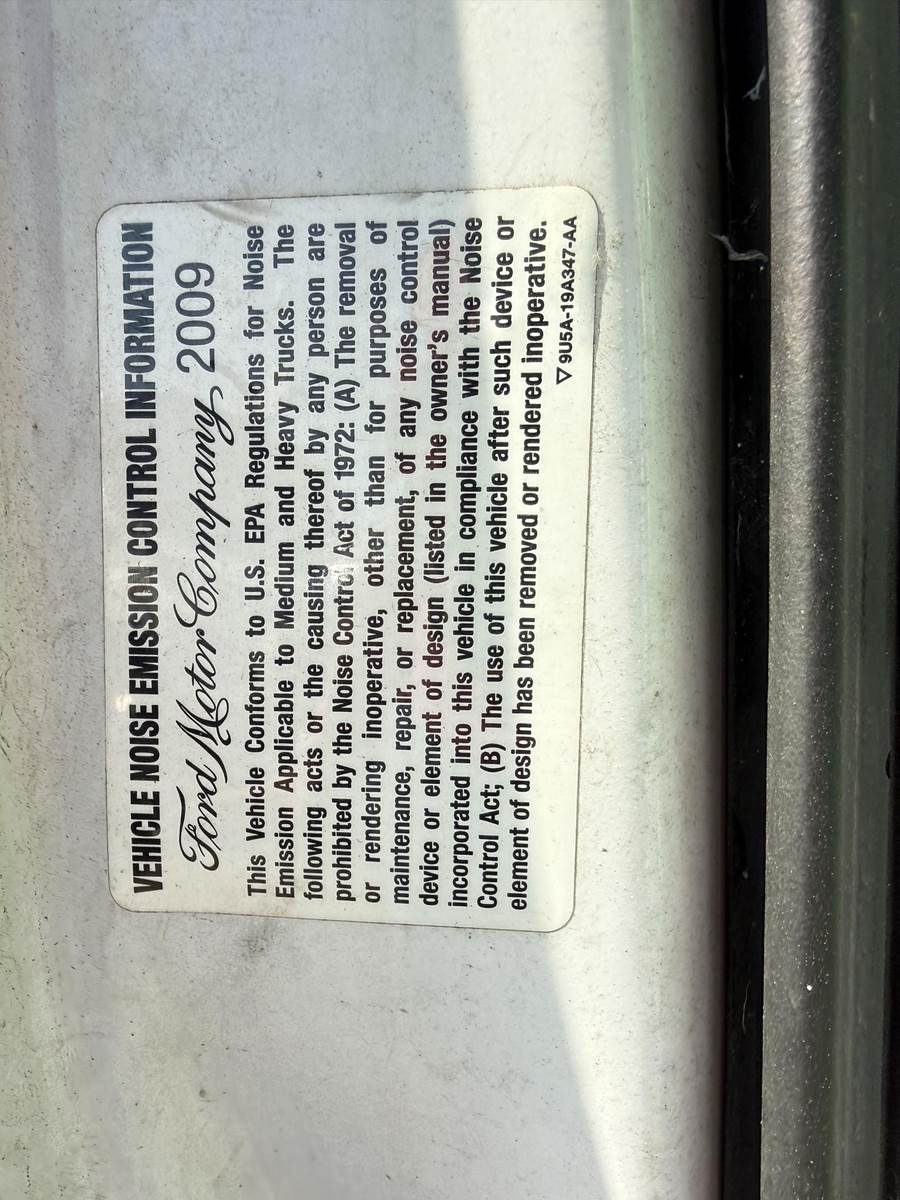 VEHICLE NOISE EMISSION CONTROL INFORMATION
Ford Motor Company 2009
This Vehicle Conforms to U.S. EPA Regulations for Noise
Emission Applicable to Medium and Heavy Trucks. The
following acts or the causing thereof by any person are
prohibited by the Noise Control Act of 1972: (A) The removal
or rendering inoperative, other than for purposes of
maintenance, repair, or replacement, of any noise control
device or element of design (listed in the owner's manual)
incorporated into this vehicle in compliance with the Noise
Control Act; (B) The use of this vehicle after such device or
element of design has been removed or rendered inoperative.
▽ 9U5A-19A347-AA